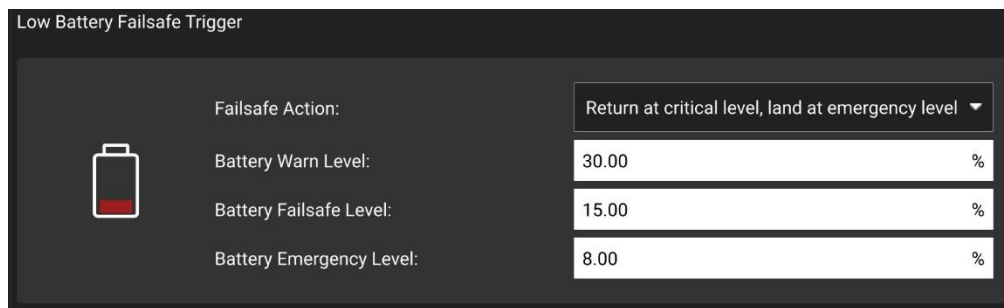 Low Battery Failsafe Trigger
Failsafe Action: Return at critical level, land at emergency level
Battery Warn Level: 30.00 %
Battery Failsafe Level: 15.00 %
Battery Emergency Level: 8.00 %